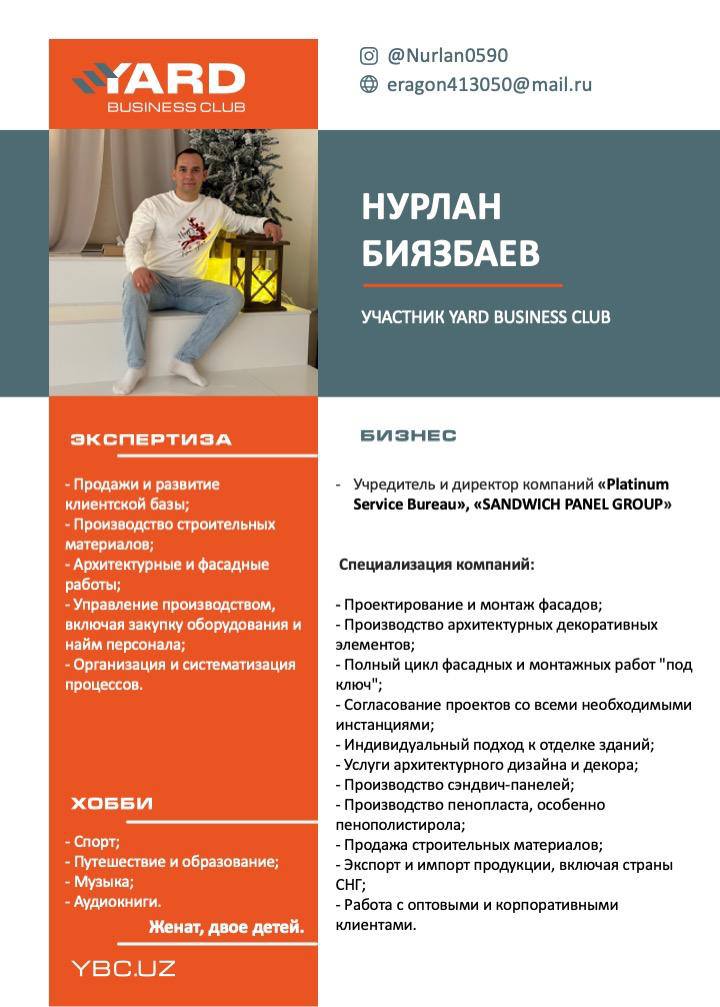 YARD
BUSINESS CLUB
@Nurlan0590
eragon413050@mail.ru
НУРЛАН
БИЯЗБАЕВ
УЧАСТНИК YARD BUSINESS CLUB
ЭКСПЕРТИЗА
- Продажи и развитие
клиентской базы;
- Производство строительных
материалов;
- Архитектурные и фасадные
работы;
- Управление производством,
включая закупку оборудования и
найм персонала;
- Организация и систематизация
процессов.
ХОББИ
- Спорт;
- Путешествие и образование;
- Музыка;
- Аудиокниги.
Женат, двое детей.
YBC.UZ
БИЗНЕС
- Учредитель и директор компаний «Platinum
Service Bureau», «SANDWICH PANEL GROUP»
Специализация компаний:
- Проектирование и монтаж фасадов;
- Производство архитектурных декоративных
элементов;
- Полный цикл фасадных и монтажных работ "под
ключ";
- Согласование проектов со всеми необходимыми
инстанциями;
- Индивидуальный подход к отделке зданий;
- Услуги архитектурного дизайна и декора;
- Производство сэндвич-панелей;
- Производство пенопласта, особенно
пенополистирола;
- Продажа строительных материалов;
- Экспорт и импорт продукции, включая страны
СНГ;
- Работа с оптовыми и корпоративными
клиентами.